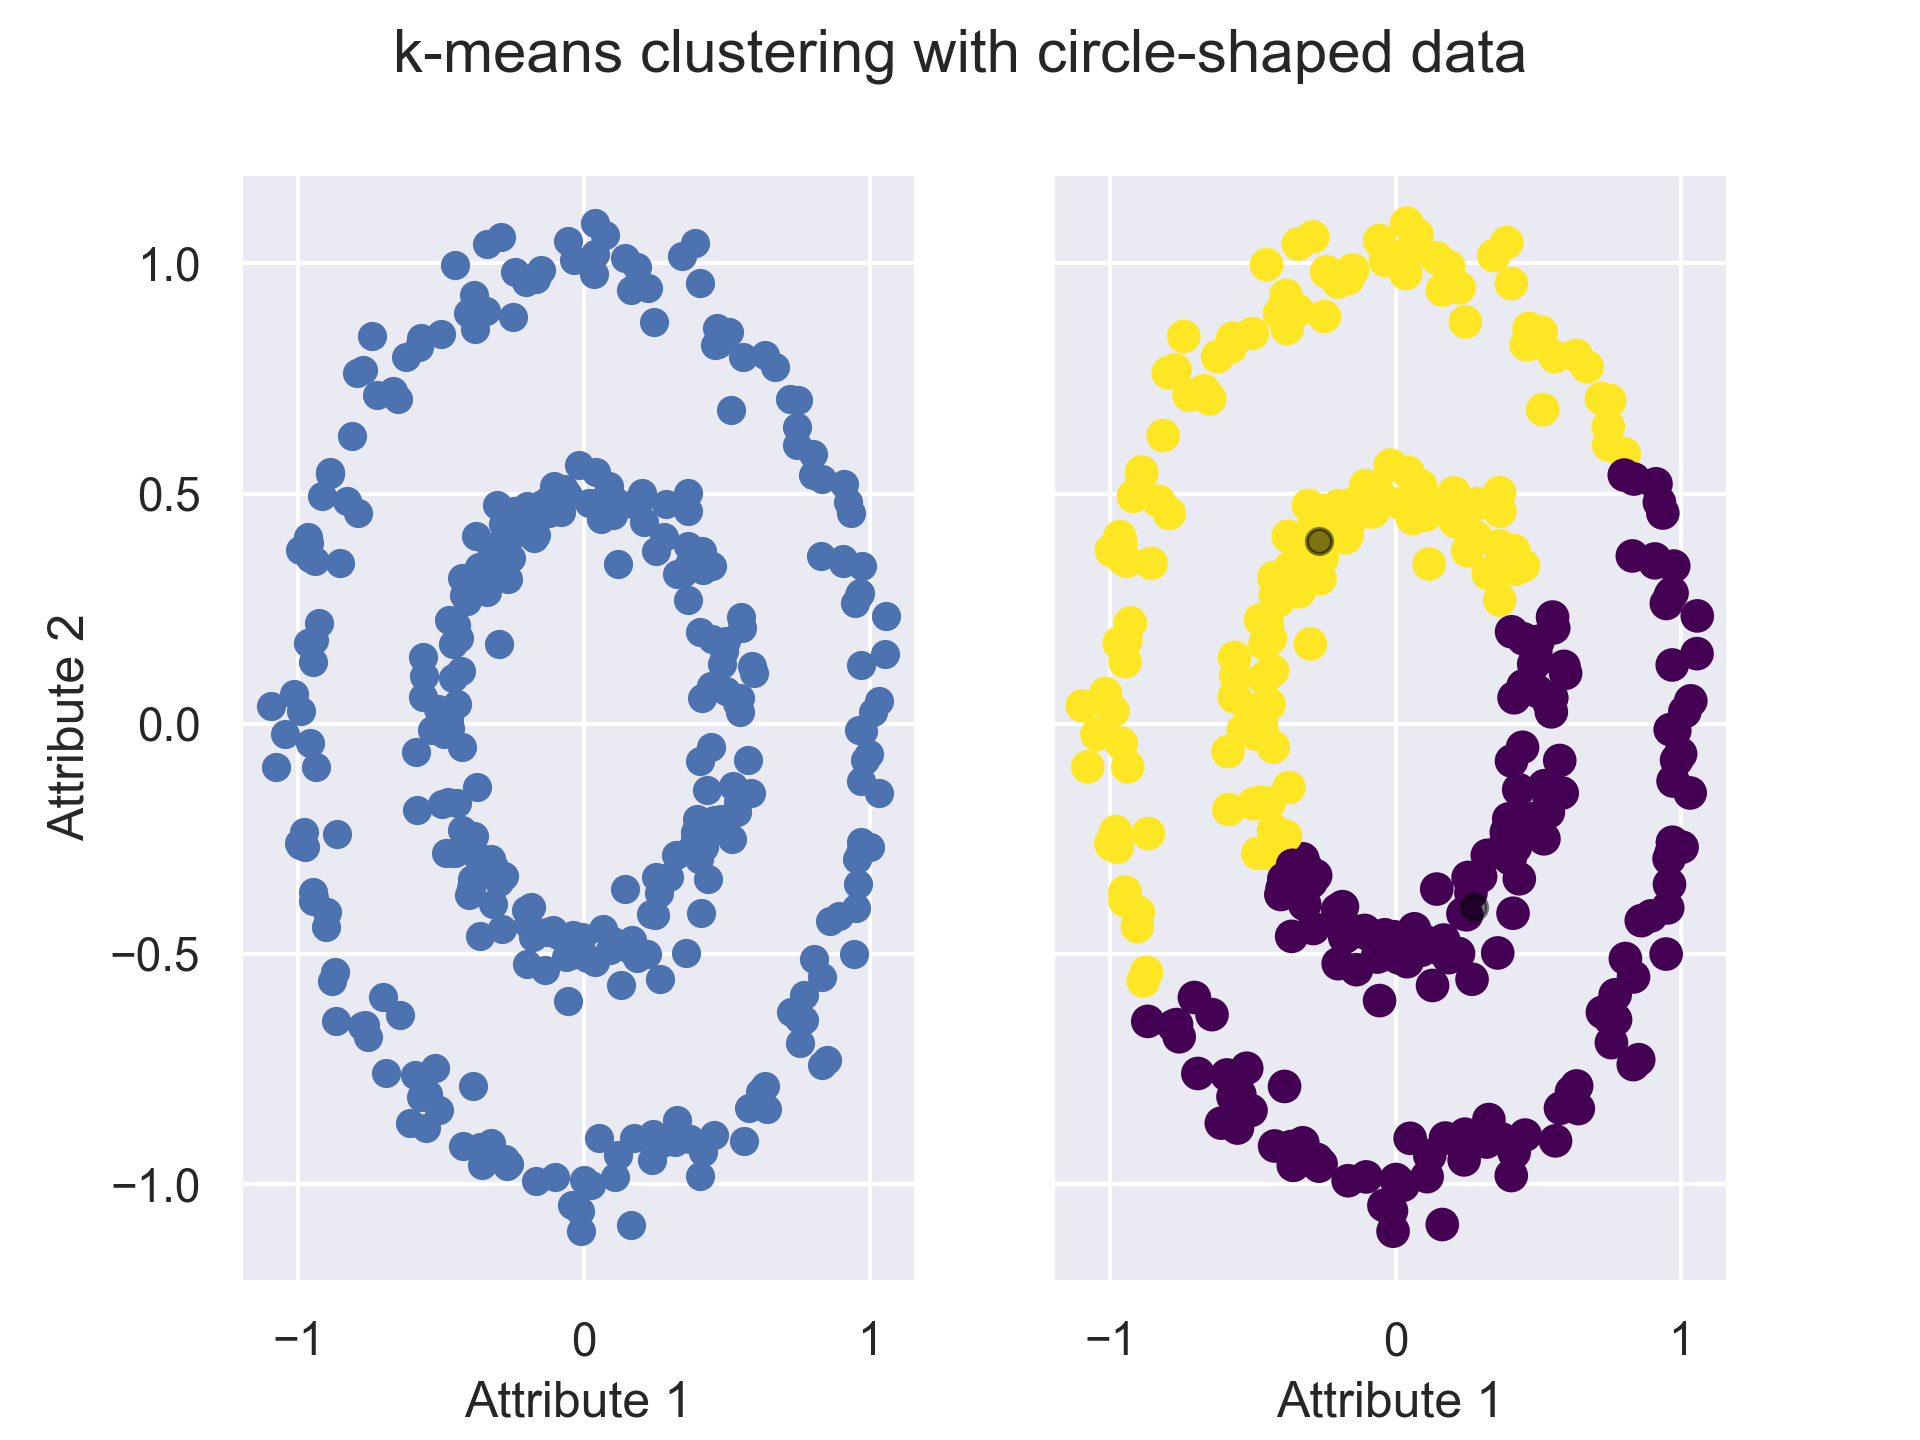 k-means clustering with circle-shaped data
Attribute 2
1.0
0.5
0.0
−0.5
−1.0
−1 0 1
−1 0 1
Attribute 1
Attribute 1